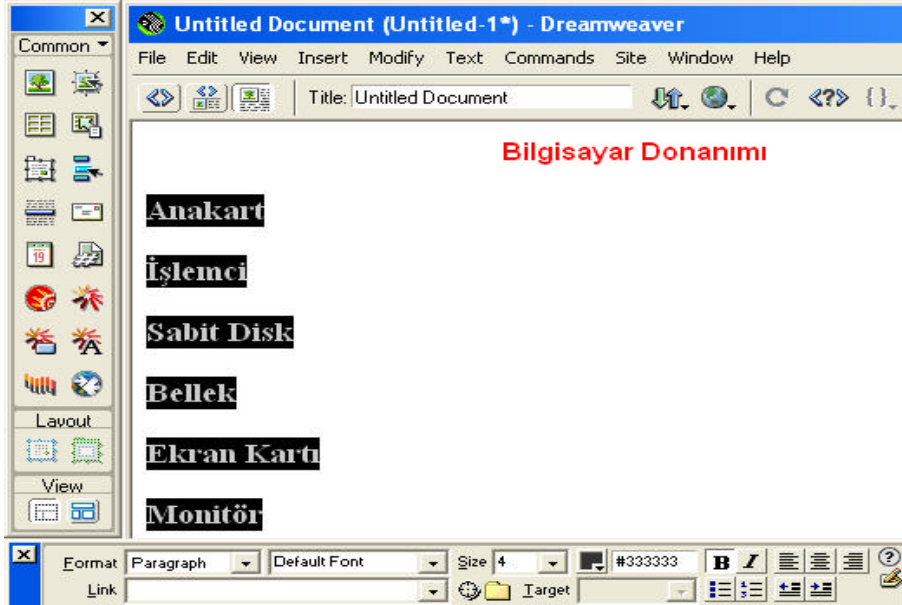 Common
Untitled Document (Untitled-1*) - Dreamweaver
File Edit View Insert Modify Text Commands Site Window Help
Title: Untitled Document
Bilgisayar Donanımı
Anakart
İşlemci
Sabit Disk
Bellek
Ekran Kartı
Monitör
19
Layout
View
Format Paragraph Default Font Size 4 #333333 B I
Link Target